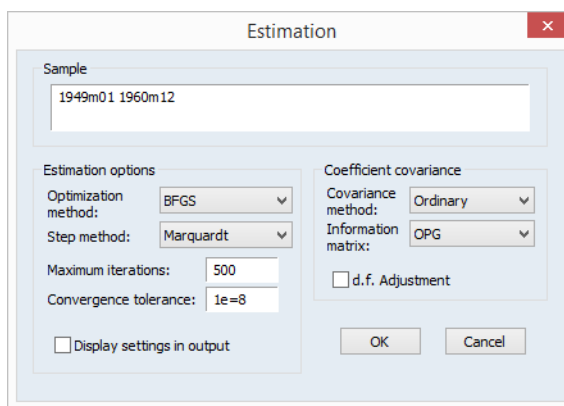 Estimation
Sample
1949m01 1960m12
Estimation options
Optimization
method:
BFGS
Step method:
Marquardt
Maximum iterations:
500
Convergence tolerance:
1e=8
Display settings in output
Coefficient covariance
Covariance
method:
Ordinary
Information
matrix:
OPG
d.f. Adjustment
OK
Cancel